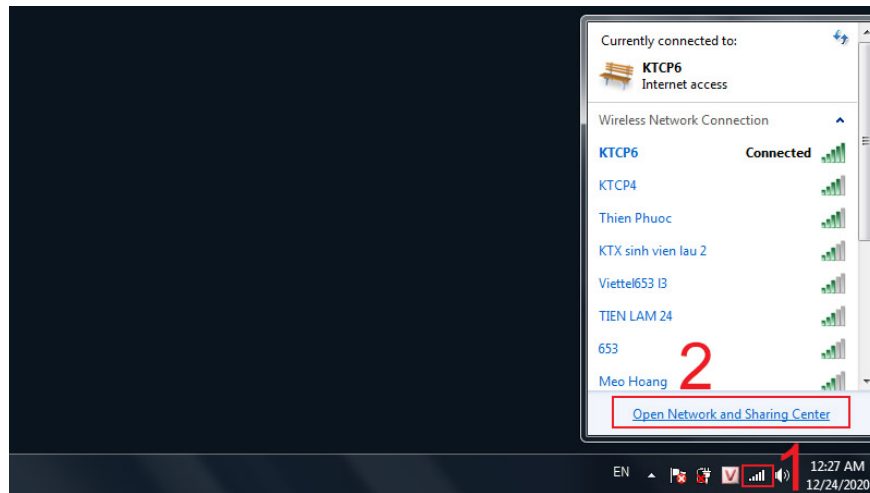 Currently connected to:
KTCP6
Internet access
Wireless Network Connection
KTCP6 Connected
KTCP4
Thien Phuoc
KTX sinh vien lau 2
Viettel653 l3
TIEN LAM 24
653
Meo Hoang
2
Open Network and Sharing Center
1
EN
V
12:27 AM
12/24/2020